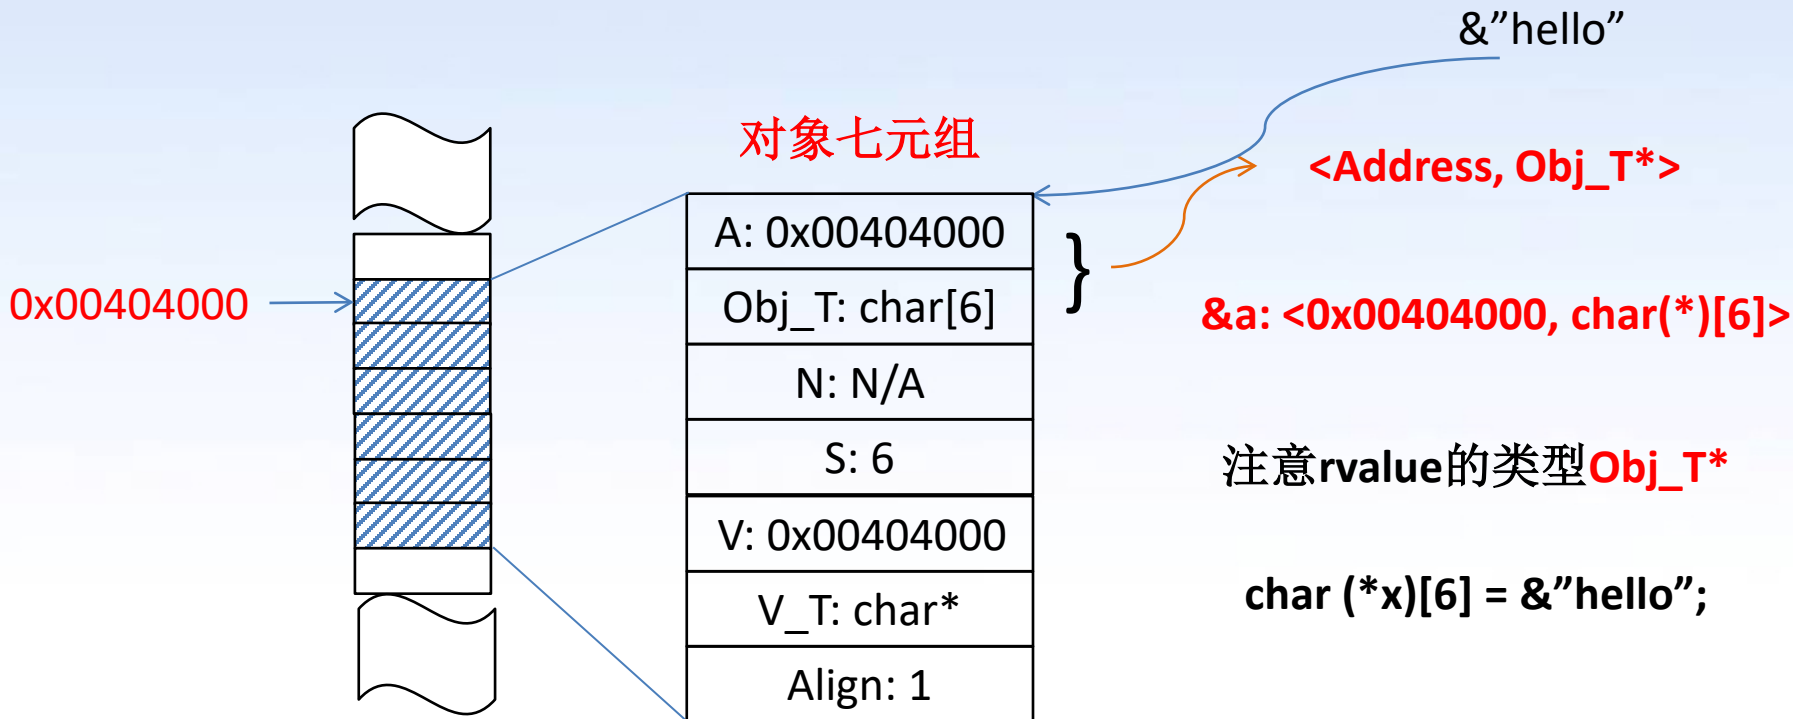 &”hello”
对象七元组
<Address, Obj_T*>
A: 0x00404000
}
0x00404000
Obj_T: char[6]
&a: <0x00404000, char(*)[6]>
N: N/A
S: 6
注意rvalue的类型Obj_T*
V: 0x00404000
V_T: char*
char (*x)[6] = &”hello”;
Align: 1